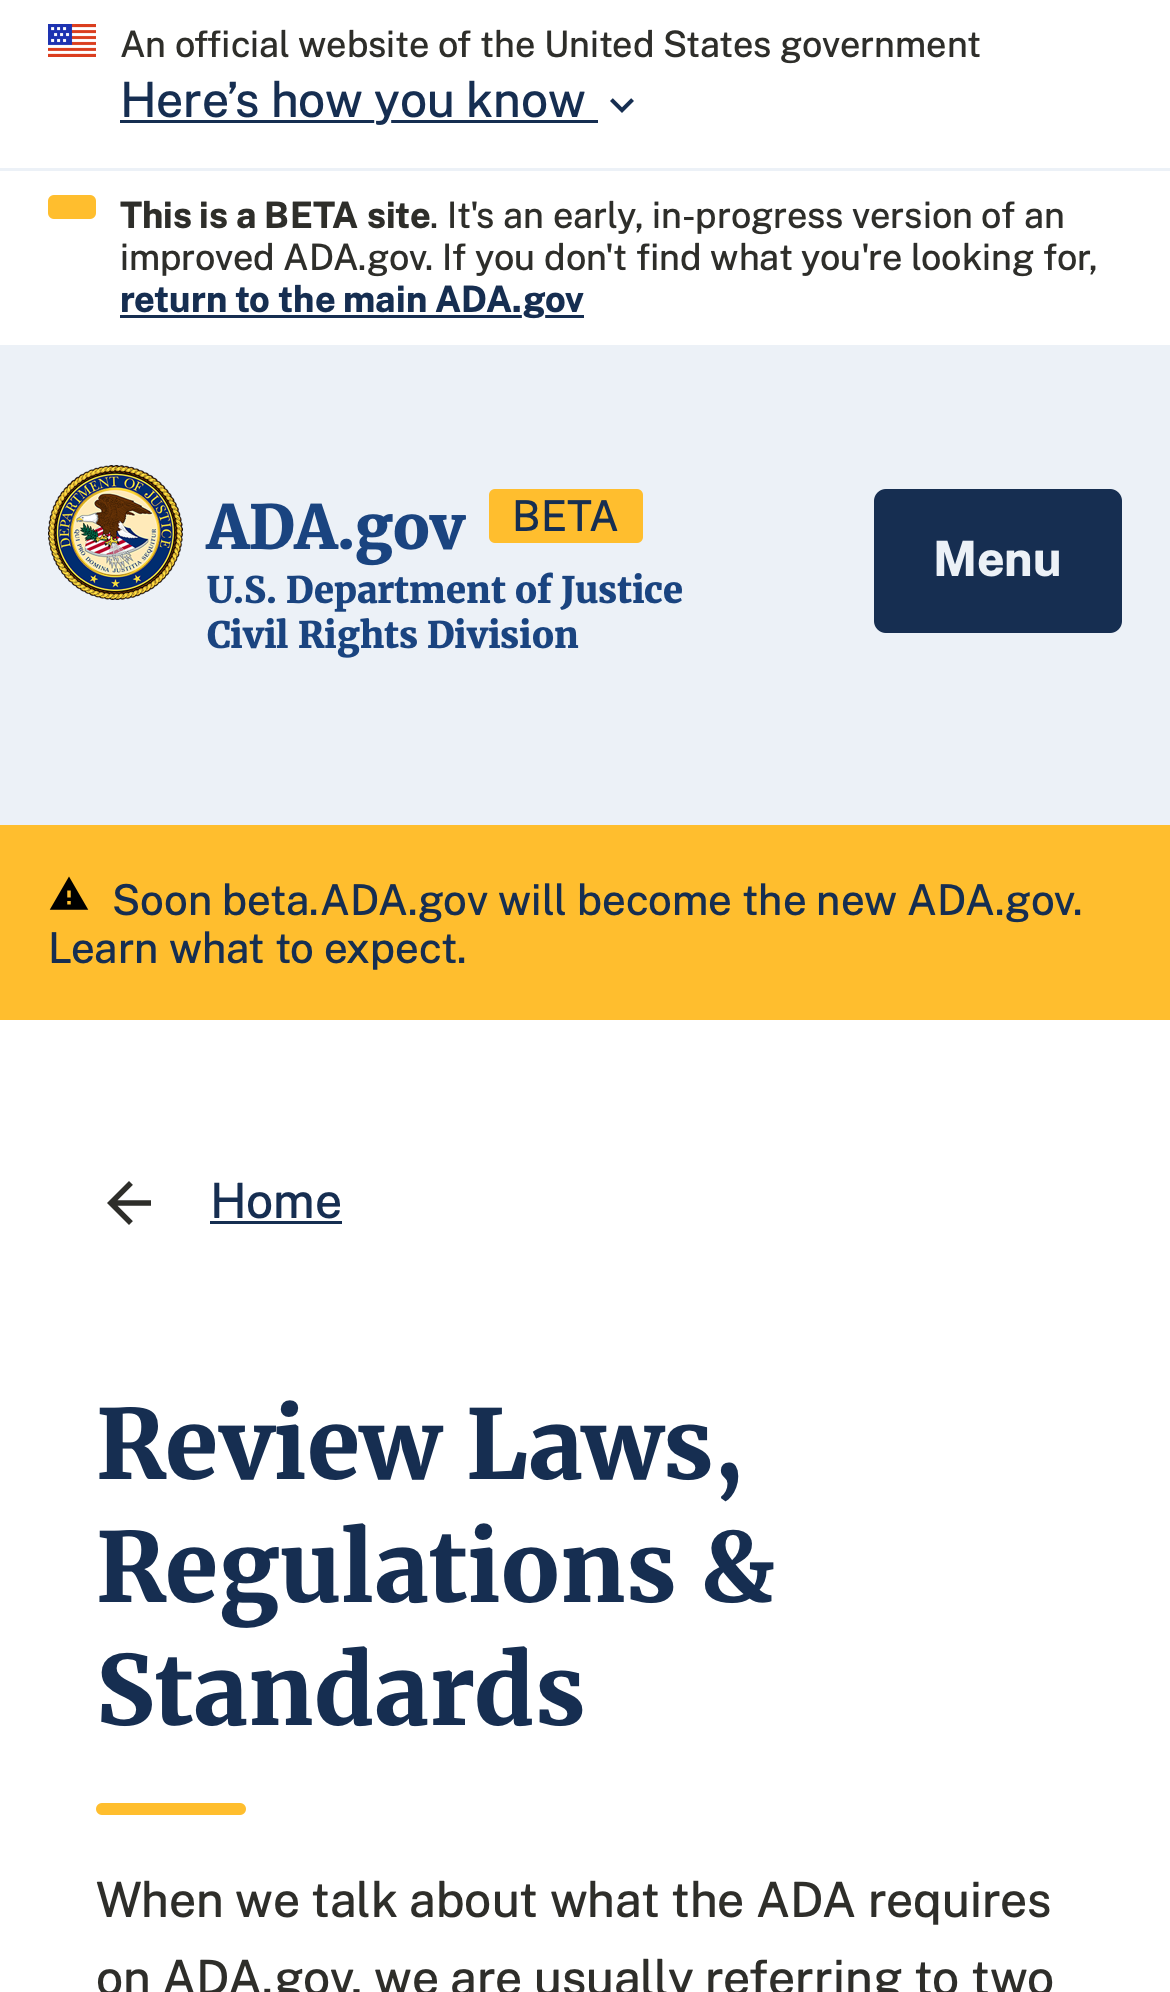 An official website of the United States government
Here’s how you know
This is a BETA site. It's an early, in-progress version of an
improved ADA.gov. If you don't find what you're looking for,
return to the main ADA.gov
DEPARTMENT OF JUSTICE
QUI PRO DOMINA JUSTITIA SEQUITUR
ADA.gov BETA
U.S. Department of Justice
Civil Rights Division
Menu
Soon beta.ADA.gov will become the new ADA.gov.
Learn what to expect.
Home
Review Laws,
Regulations &
Standards
When we talk about what the ADA requires
on ADA.gov, we are usually referring to two